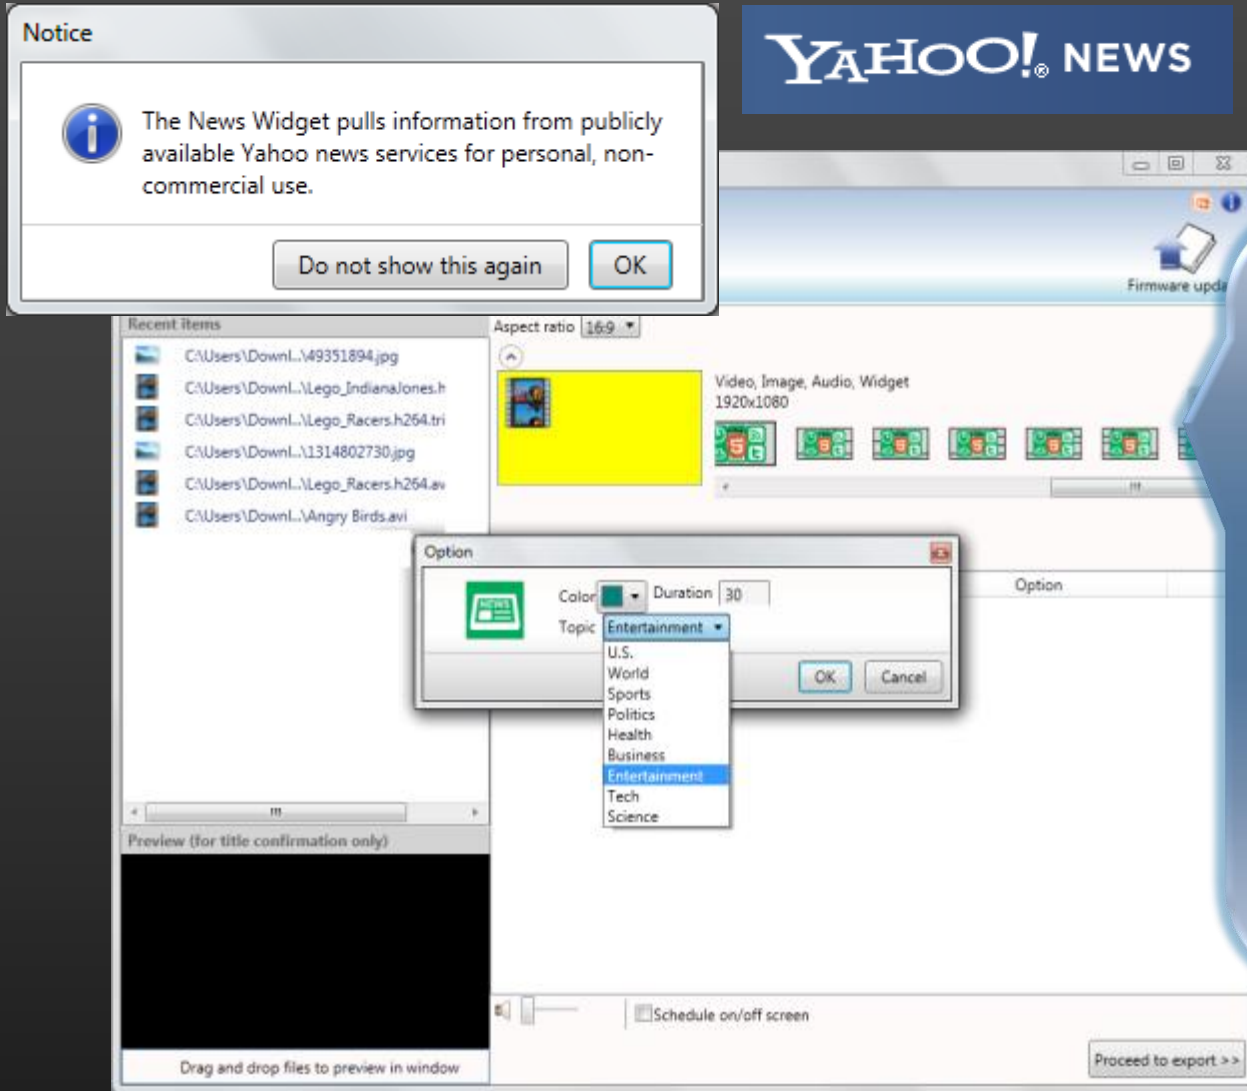 Notice
The News Widget pulls information from publicly
available Yahoo news services for personal, non-
commercial use.
Do not show this again
OK
YAHOO!® NEWS
Firmware upda
Recent items
C:\Users\Downl...\49351894.jpg
C:\Users\Downl...\Lego_IndianaJones.h
C:\Users\Downl...\Lego_Racers.h264.tri
C:\Users\Downl...\1314802730.jpg
C:\Users\Downl...\Lego_Racers.h264.av
C:\Users\Downl...\Angry Birds.avi
Aspect ratio 16:9
Video, Image, Audio, Widget
1920x1080
Option
Option
NEWS
Color
Duration 30
Topic Entertainment
U.S.
World
Sports
Politics
Health
Business
Entertainment
Tech
Science
OK
Cancel
Preview (for title confirmation only)
Drag and drop files to preview in window
Schedule on/off screen
Proceed to export >>